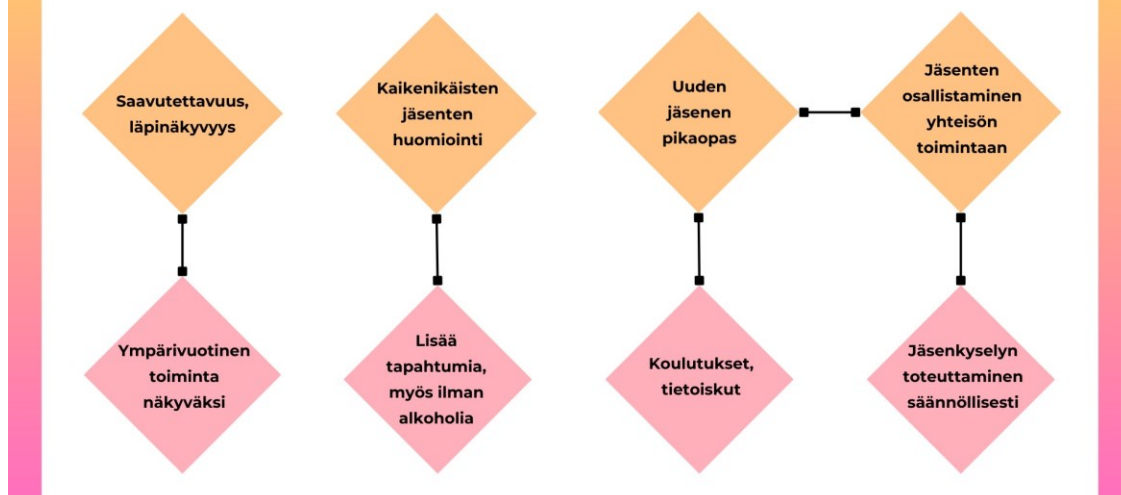 Saavutettavuus,
läpinäkyvyys
Kaikenikäisten
jäsenten
huomiointi
Uuden
jäsenen
pikaopas
Jäsenten
osallistaminen
yhteisön
toimintaan
Ympärivuotinen
toiminta
näkyväksi
Lisää
tapahtumia,
myös ilman
alkoholia
Koulutukset,
tietoiskut
Jäsenkyselyn
toteuttaminen
säännöllisesti